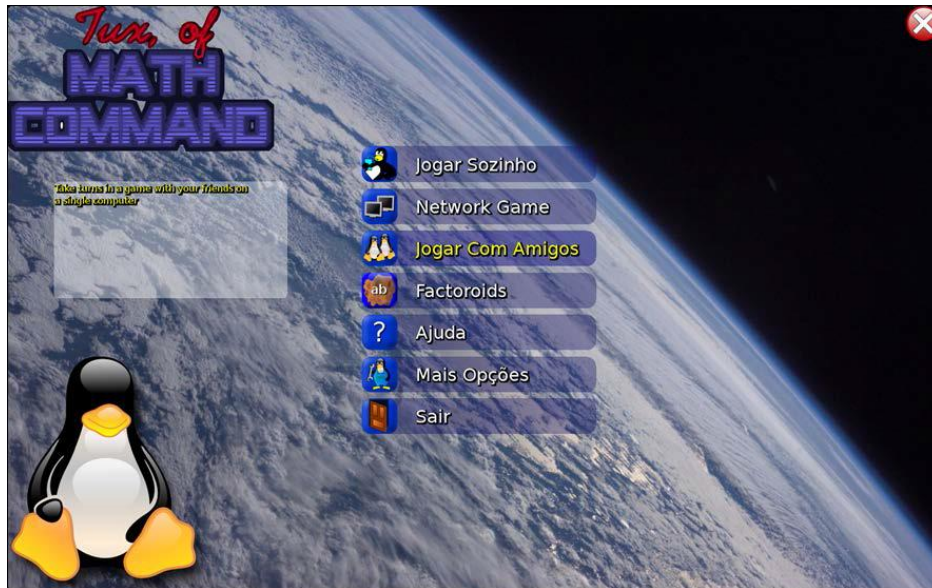 Tux, of
MATH
COMMAND
Take turns in a game with your friends on
a single computer
Jogar Sozinho
Network Game
Jogar Com Amigos
ab
Factoroids
?
Ajuda
Mais Opções
Sair